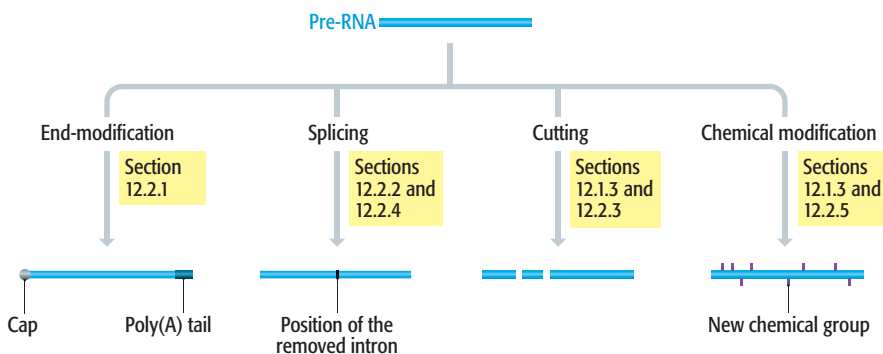 Pre-RNA
End-modification
Splicing
Cutting
Chemical modification
Section
12.2.1
Sections
12.2.2 and
12.2.4
Sections
12.1.3 and
12.2.3
Sections
12.1.3 and
12.2.5
Cap
Poly(A) tail
Position of the
removed intron
New chemical group